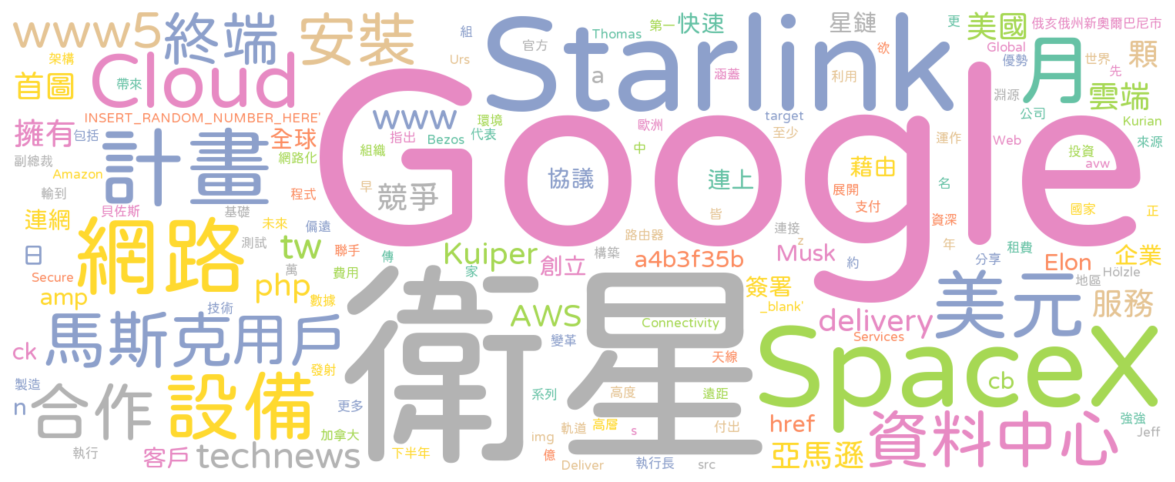 www5
終端
安裝
Starlink
Thomas
快速
星鏈
更
美國
俄亥俄州新奧爾巴尼市
架構
組
官方
第一
Global
優勢
世界
顆
月
首圖
帶來
Cloud
Urs
a
涵蓋
利用
欲
淵源
先
雲端
INSERT_RANDOM_NUMBER_HERE'
www
環境
代表
歐洲
target
至少
運作
公司
Kurian
擁有
包括
計畫
全球
指出
Bezos
Google
Web
投資
來源
avw
副總裁
網路化
組織
中
Amazon
程式
早
競爭
協議
連上
藉由
展開
名
國家
輸到
貝佐斯
基礎
皆
支付
資深
正
連網
未來
偏遠
路由器
連接
年
日
網路
測試
tw
聯手
傳
Kuiper
構築
z
Musk
約
分享
租費
企業
Secure
萬
費用
家
創立
a4b3f35b
Elon
地區
Hölzle
amp
php
數據
衛星
簽署
_blank'
服務
技術
AWS
Connectivity
delivery
美元
馬斯克
用戶
變革
Services
ck
天線
SpaceX
製造
發射
cb
n
合作
設備
更多
系列
高度
遠距
href
資料中心
強強
加拿大
軌道
高層
s
付出
Jeff
執行
客戶
technews
下半年
img
億
Deliver
執行長
src
亞馬遜